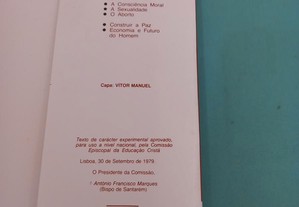 ● A Consciência Moral
● A Sexualidade
● O Aborto
● Construir a Paz
● Economia e Futuro
do Homem
Capa: VÍTOR MANUEL
Texto de carácter experimental aprovado,
para uso a nível nacional, pela Comissão
Episcopal da Educação Cristã
Lisboa, 30 de Setembro de 1979.
O Presidente da Comissão,
† António Francisco Marques
(Bispo de Santarém)